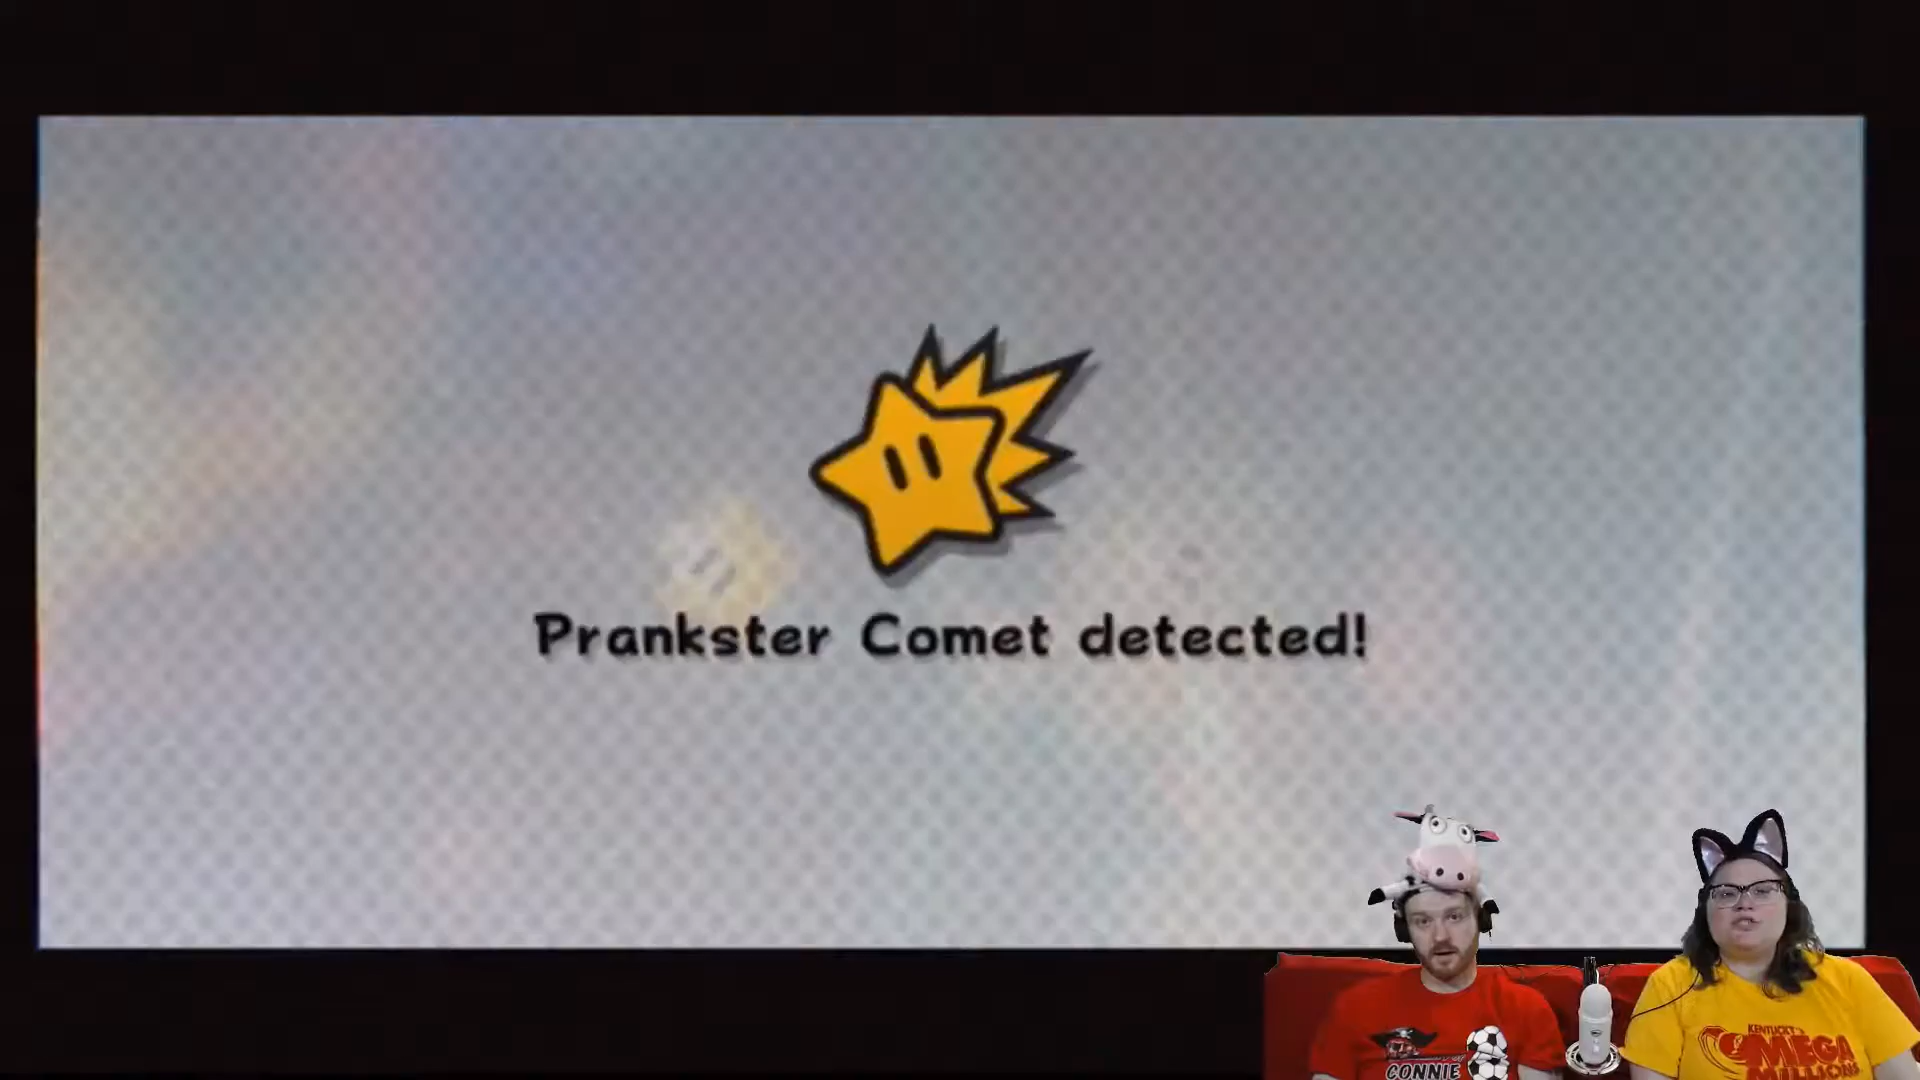 Prankster Comet detected!
CONNIE
KENTUCKY'S
MEGA
MILLIONS